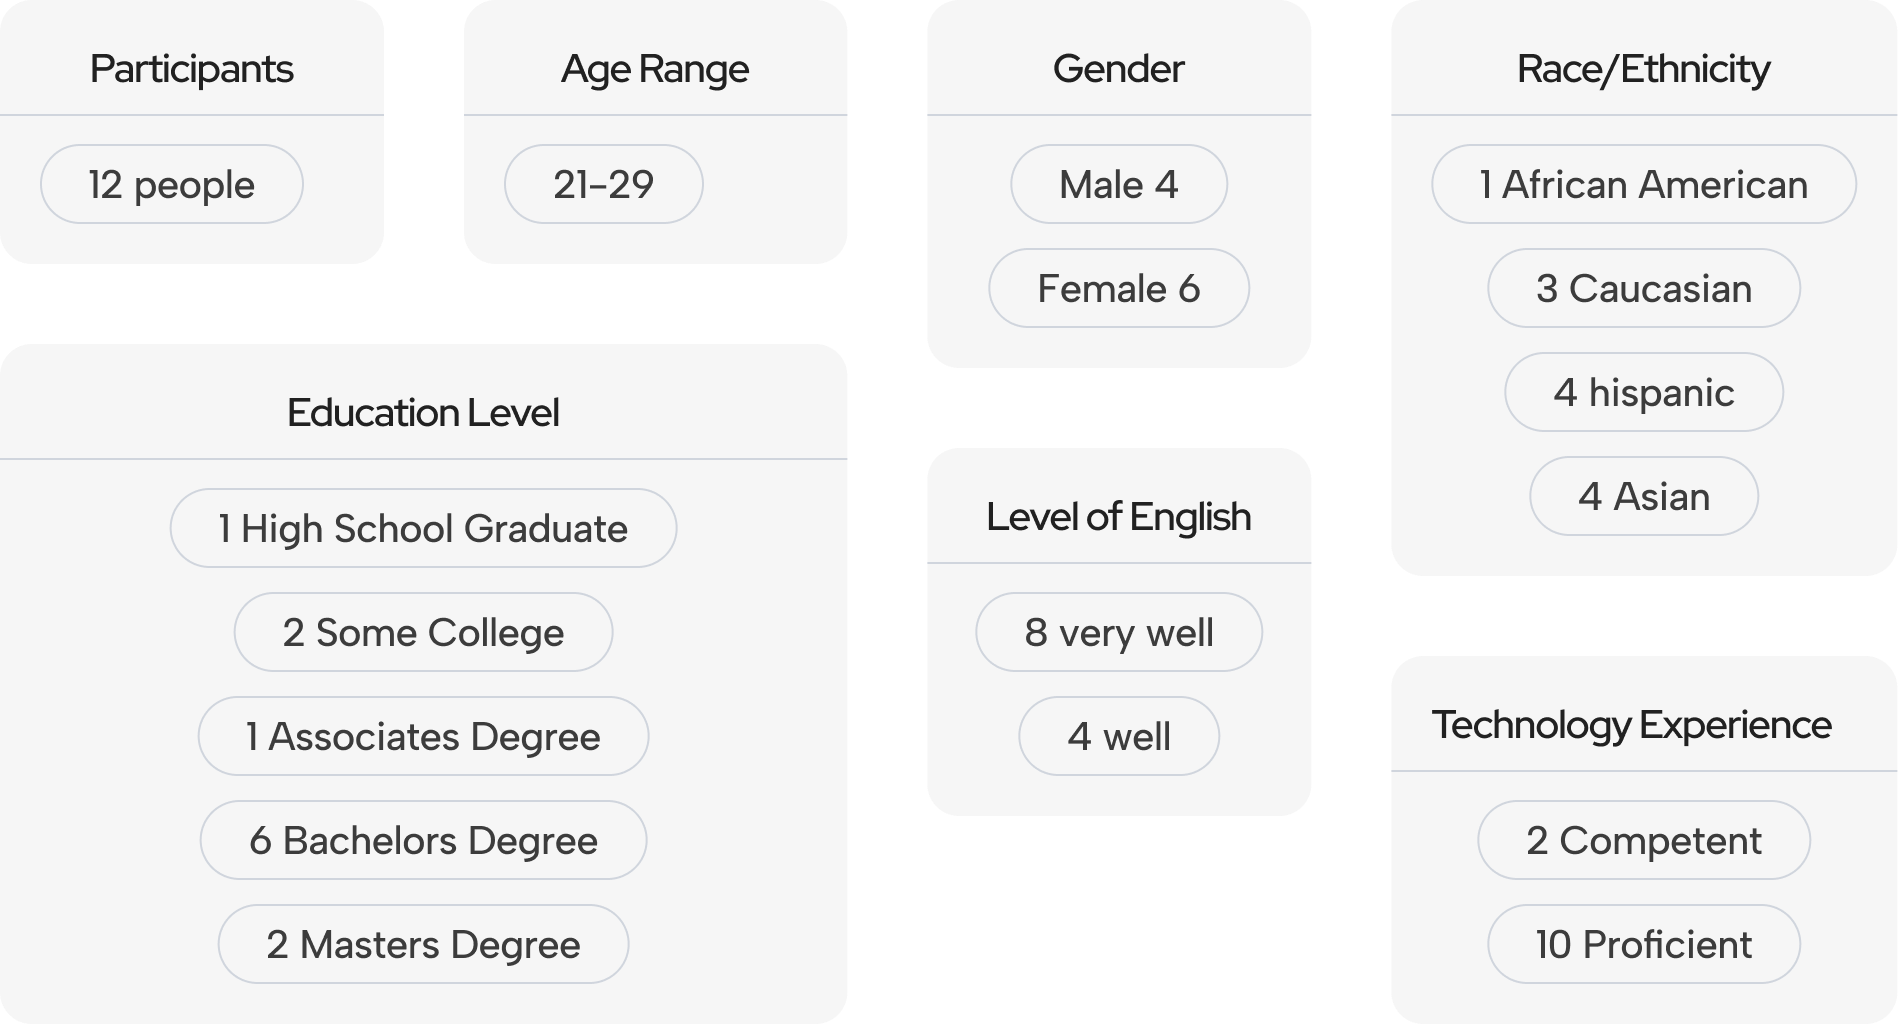 Participants
12 people
Age Range
21-29
Gender
Male 4
Female 6
Race/Ethnicity
1 African American
3 Caucasian
4 hispanic
4 Asian
Education Level
1 High School Graduate
2 Some College
1 Associates Degree
6 Bachelors Degree
2 Masters Degree
Level of English
8 very well
4 well
Technology Experience
2 Competent
10 Proficient